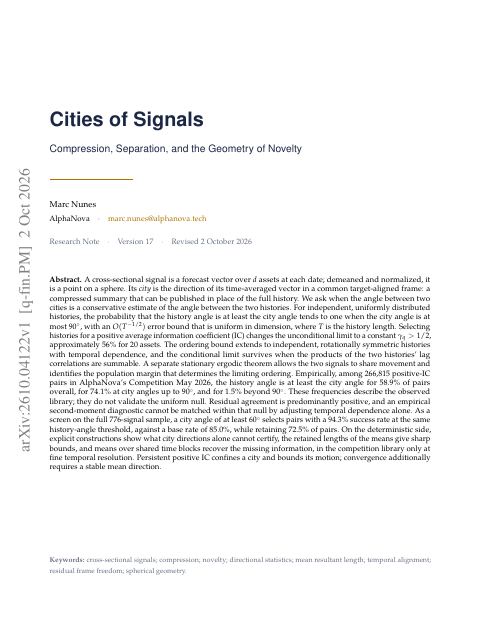 arXiv:2610.04122v1 [q-fin.PM] 2 Oct 2026
Cities of Signals
Compression, Separation, and the Geometry of Novelty
Marc Nunes
AlphaNova · marc.nunes@alphanova.tech
Research Note · Version 17 · Revised 2 October 2026
Abstract. A cross-sectional signal is a forecast vector over d assets at each date; demeaned and normalized, it
is a point on a sphere. Its city is the direction of its time-averaged vector in a common target-aligned frame: a
compressed summary that can be published in place of the full history. We ask when the angle between two
cities is a conservative estimate of the angle between the two histories. For independent, uniformly distributed
histories, the probability that the history angle is at least the city angle tends to one when the city angle is at
most 90°, with an O(T⁻¹/²) error bound that is uniform in dimension, where T is the history length. Selecting
histories for a positive average information coefficient (IC) changes the unconditional limit to a constant γd > 1/2,
approximately 56% for 20 assets. The ordering bound extends to independent, rotationally symmetric histories
with temporal dependence, and the conditional limit survives when the products of the two histories' lag
correlations are summable. A separate stationary ergodic theorem allows the two signals to share movement and
identifies the population margin that determines the limiting ordering. Empirically, among 266,815 positive-IC
pairs in AlphaNova's Competition May 2026, the history angle is at least the city angle for 58.9% of pairs
overall, for 74.1% at city angles up to 90°, and for 1.5% beyond 90°. These frequencies describe the observed
library; they do not validate the uniform null. Residual agreement is predominantly positive, and an empirical
second-moment diagnostic cannot be matched within that null by adjusting temporal dependence alone. As a
screen on the full 776-signal sample, a city angle of at least 60° selects pairs with a 94.3% success rate at the same
history-angle threshold, against a base rate of 85.0%, while retaining 72.5% of pairs. On the deterministic side,
explicit constructions show what city directions alone cannot certify, the retained lengths of the means give sharp
bounds, and means over shared time blocks recover the missing information, in the competition library only at
fine temporal resolution. Persistent positive IC confines a city and bounds its motion; convergence additionally
requires a stable mean direction.
Keywords: cross-sectional signals; compression; novelty; directional statistics; mean resultant length; temporal alignment;
residual frame freedom; spherical geometry.